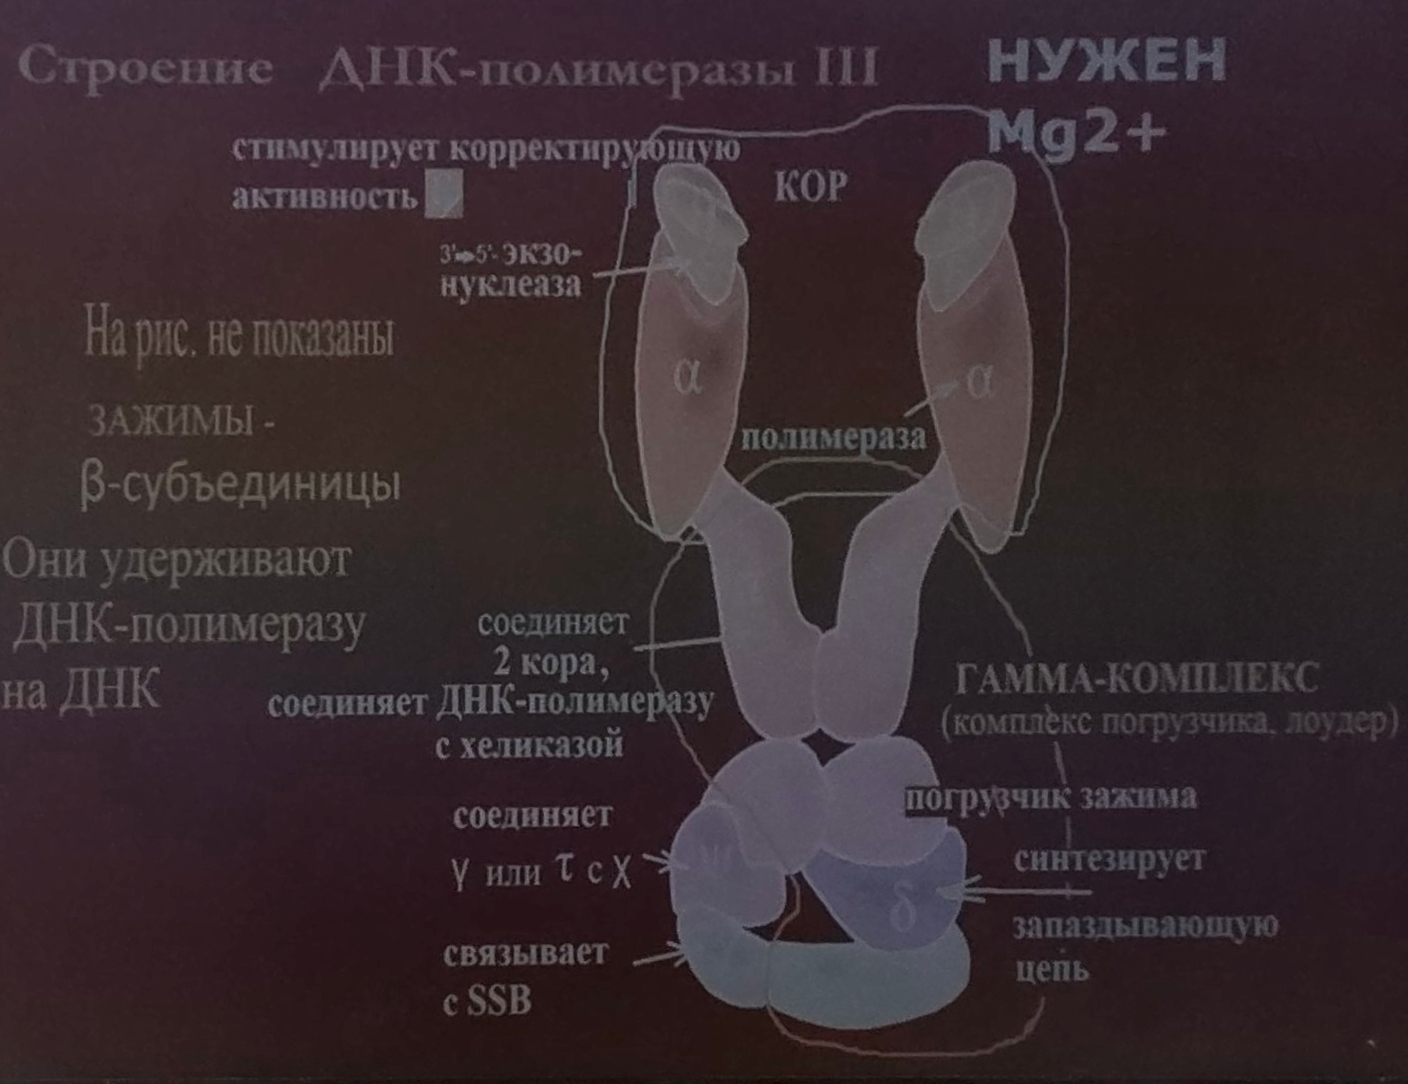 Строение ДНК-полимеразы III
НУЖЕН
Mg2+
стимулирует корректирующую
активность
КОР
3'➡5'- экзо-
нуклеаза
На рис. не показаны
ЗАЖИМЫ -
β-субъединицы
Они удерживают
ДНК-полимеразу
на ДНК
α
α
полимераза
соединяет
2 кора,
соединяет ДНК-полимеразу
с хеликазой
ГАММА-КОМПЛЕКС
(комплекс погрузчика, лоудер)
погрузчик зажима
соединяет
γ или τ с χ
ψ
синтезирует
запаздывающую
цепь
δ
связывает
с SSB